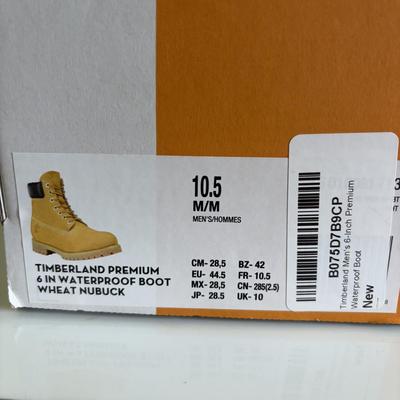 10.5
M/M
MEN'S/HOMMES
TIMBERLAND PREMIUM
6 IN WATERPROOF BOOT
WHEAT NUBUCK
CM- 28,5 BZ- 42
EU- 44.5 FR- 10.5
MX- 28,5 CN- 285(2.5)
JP- 28.5 UK- 10
B075D7B9CP
Timberland Men's 6-Inch Premium
Waterproof Boot
New